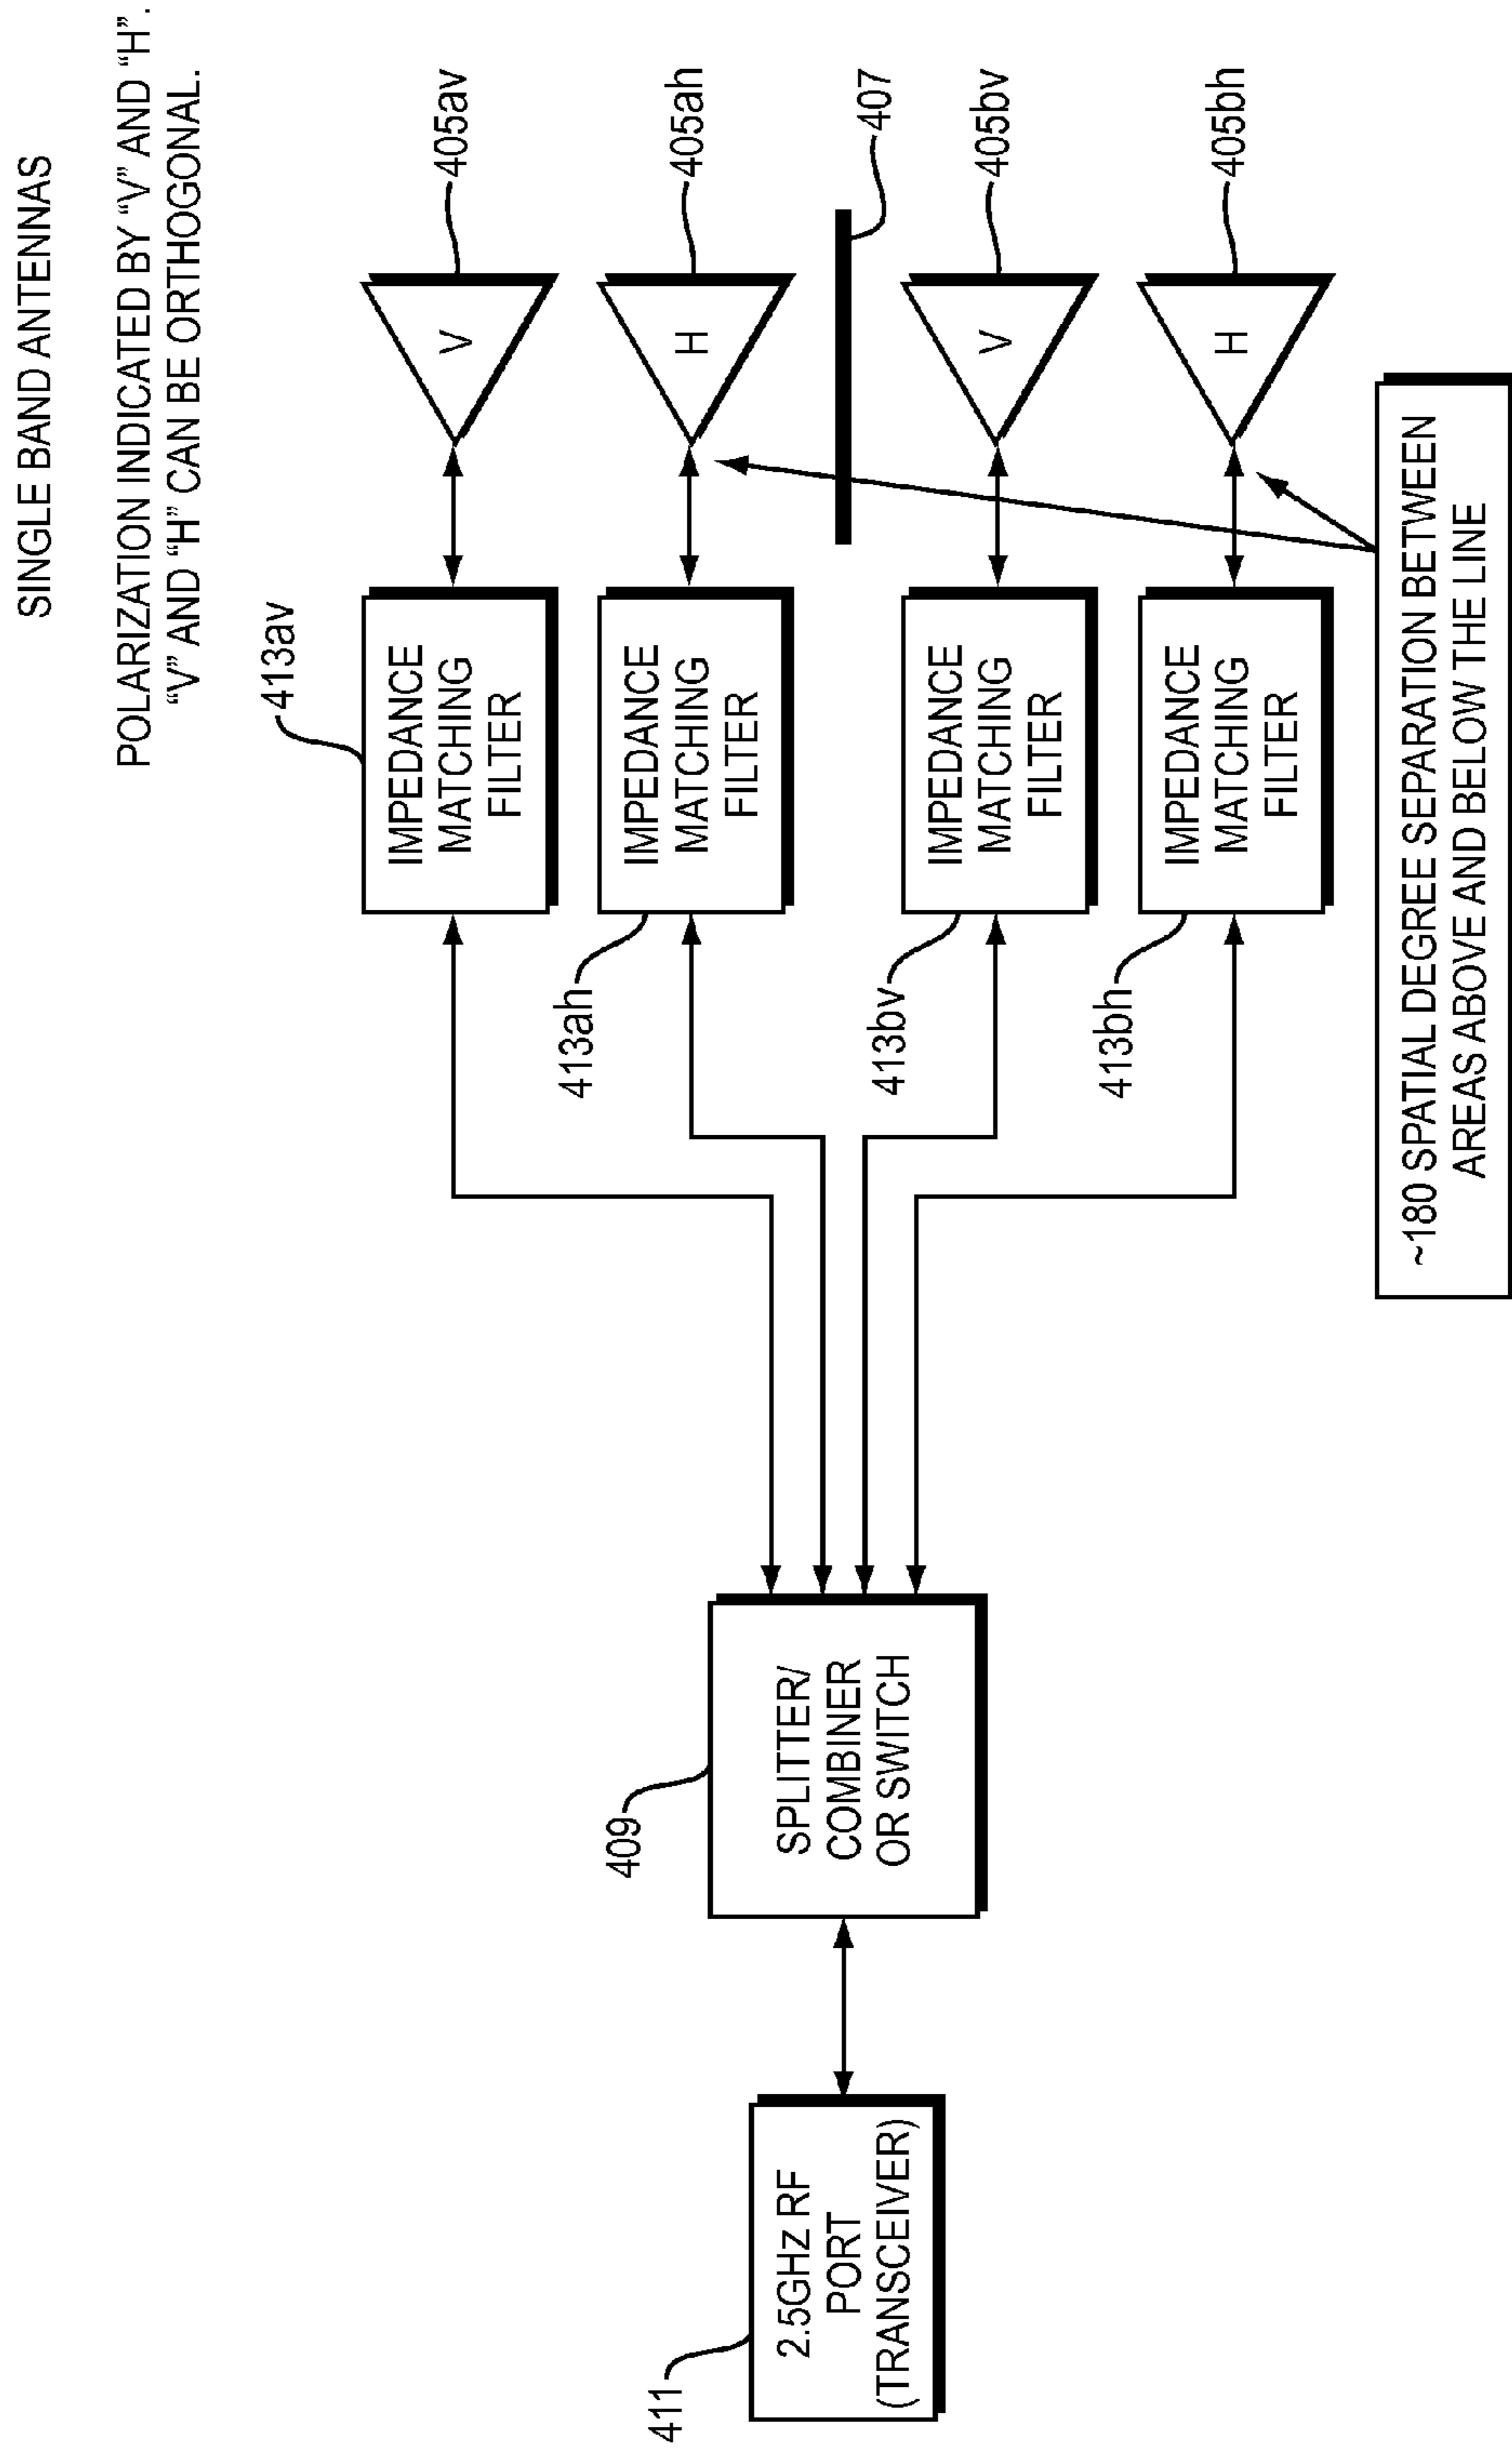 SINGLE BAND ANTENNAS
POLARIZATION INDICATED BY “V” AND “H”.
“V” AND “H” CAN BE ORTHOGONAL.
413av
IMPEDANCE
MATCHING
FILTER
V
405av
413ah
IMPEDANCE
MATCHING
FILTER
H
405ah
407
409
SPLITTER/
COMBINER
OR SWITCH
411
2.5GHz RF
PORT
(TRANSCEIVER)
413bv
IMPEDANCE
MATCHING
FILTER
V
405bv
413bh
IMPEDANCE
MATCHING
FILTER
H
405bh
~180 SPATIAL DEGREE SEPARATION BETWEEN
AREAS ABOVE AND BELOW THE LINE